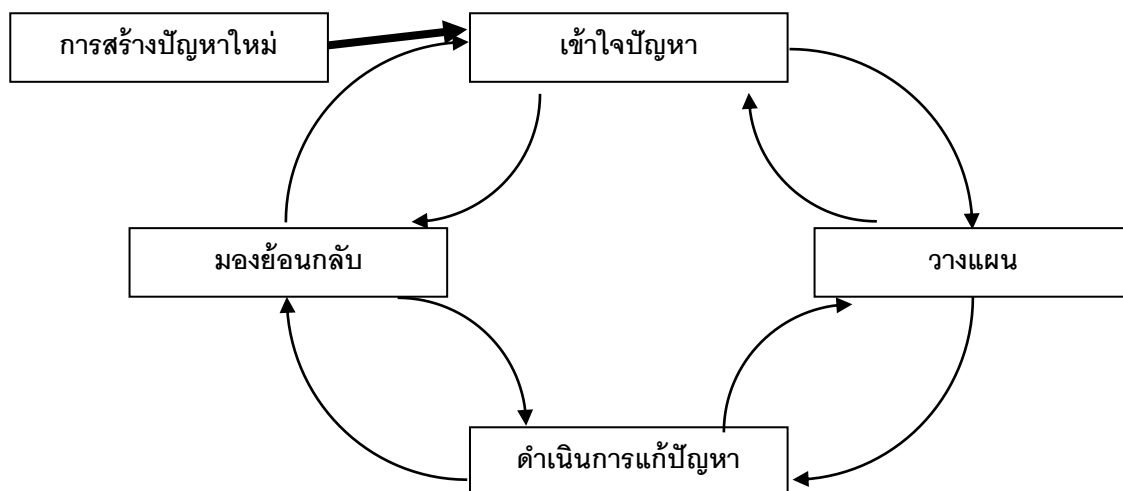 การสร้างปัญหาใหม่
เข้าใจปัญหา
มองย้อนกลับ
วางแผน
ดำเนินการแก้ปัญหา